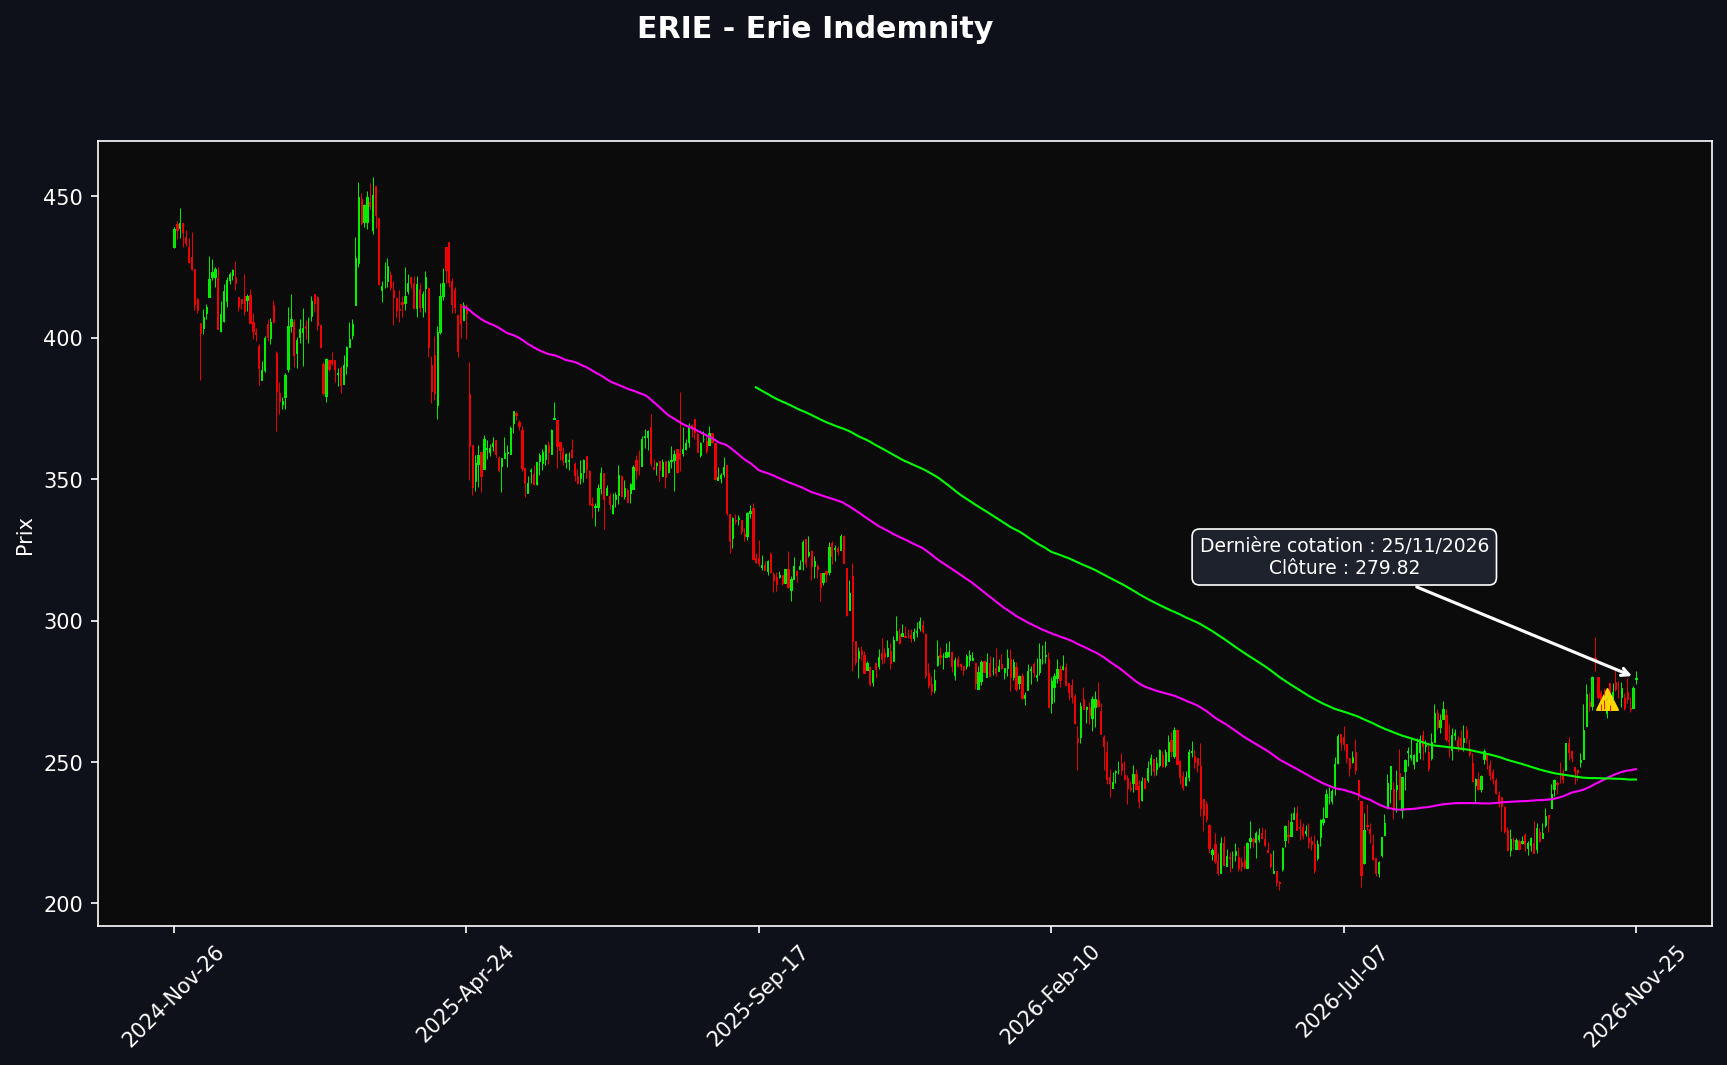 ERIE - Erie Indemnity
Prix
450
400
350
300
250
200
Dernière cotation : 25/11/2026
Clôture : 279.82
2024-Nov-26
2025-Apr-24
2025-Sep-17
2026-Feb-10
2026-Jul-07
2026-Nov-25